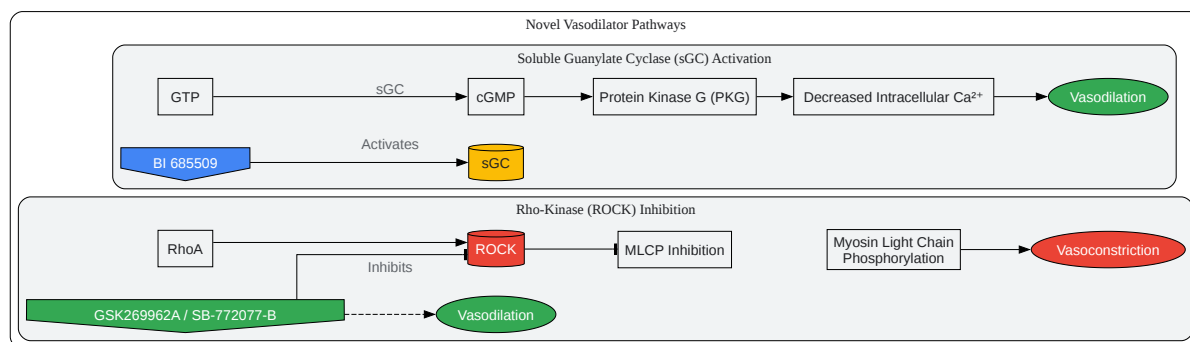 Novel Vasodilator Pathways
Soluble Guanylate Cyclase (sGC) Activation
GTP
sGC
cGMP
Protein Kinase G (PKG)
Decreased Intracellular Ca²⁺
Vasodilation
BI 685509
Activates
sGC
Rho-Kinase (ROCK) Inhibition
RhoA
ROCK
MLCP Inhibition
Myosin Light Chain
Phosphorylation
Vasoconstriction
Inhibits
GSK269962A / SB-772077-B
Vasodilation